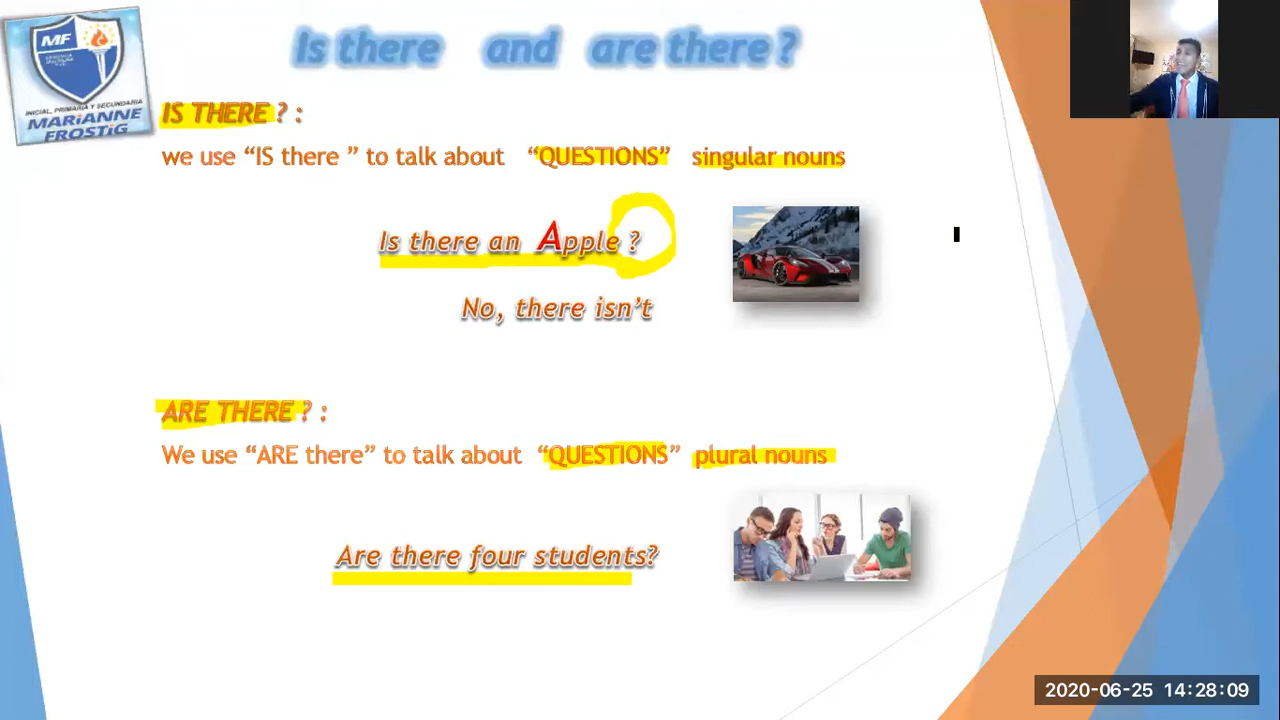 Is there and are there ?
MF
INICIAL, PRIMARIA Y SECUNDARIA
MARIANNE
FROSTIG
IS THERE ? :
we use “IS there ” to talk about “QUESTIONS” singular nouns
Is there an Apple ?
No, there isn’t
ARE THERE ? :
We use “ARE there” to talk about “QUESTIONS” plural nouns
Are there four students?
2020-06-25 14:28:09